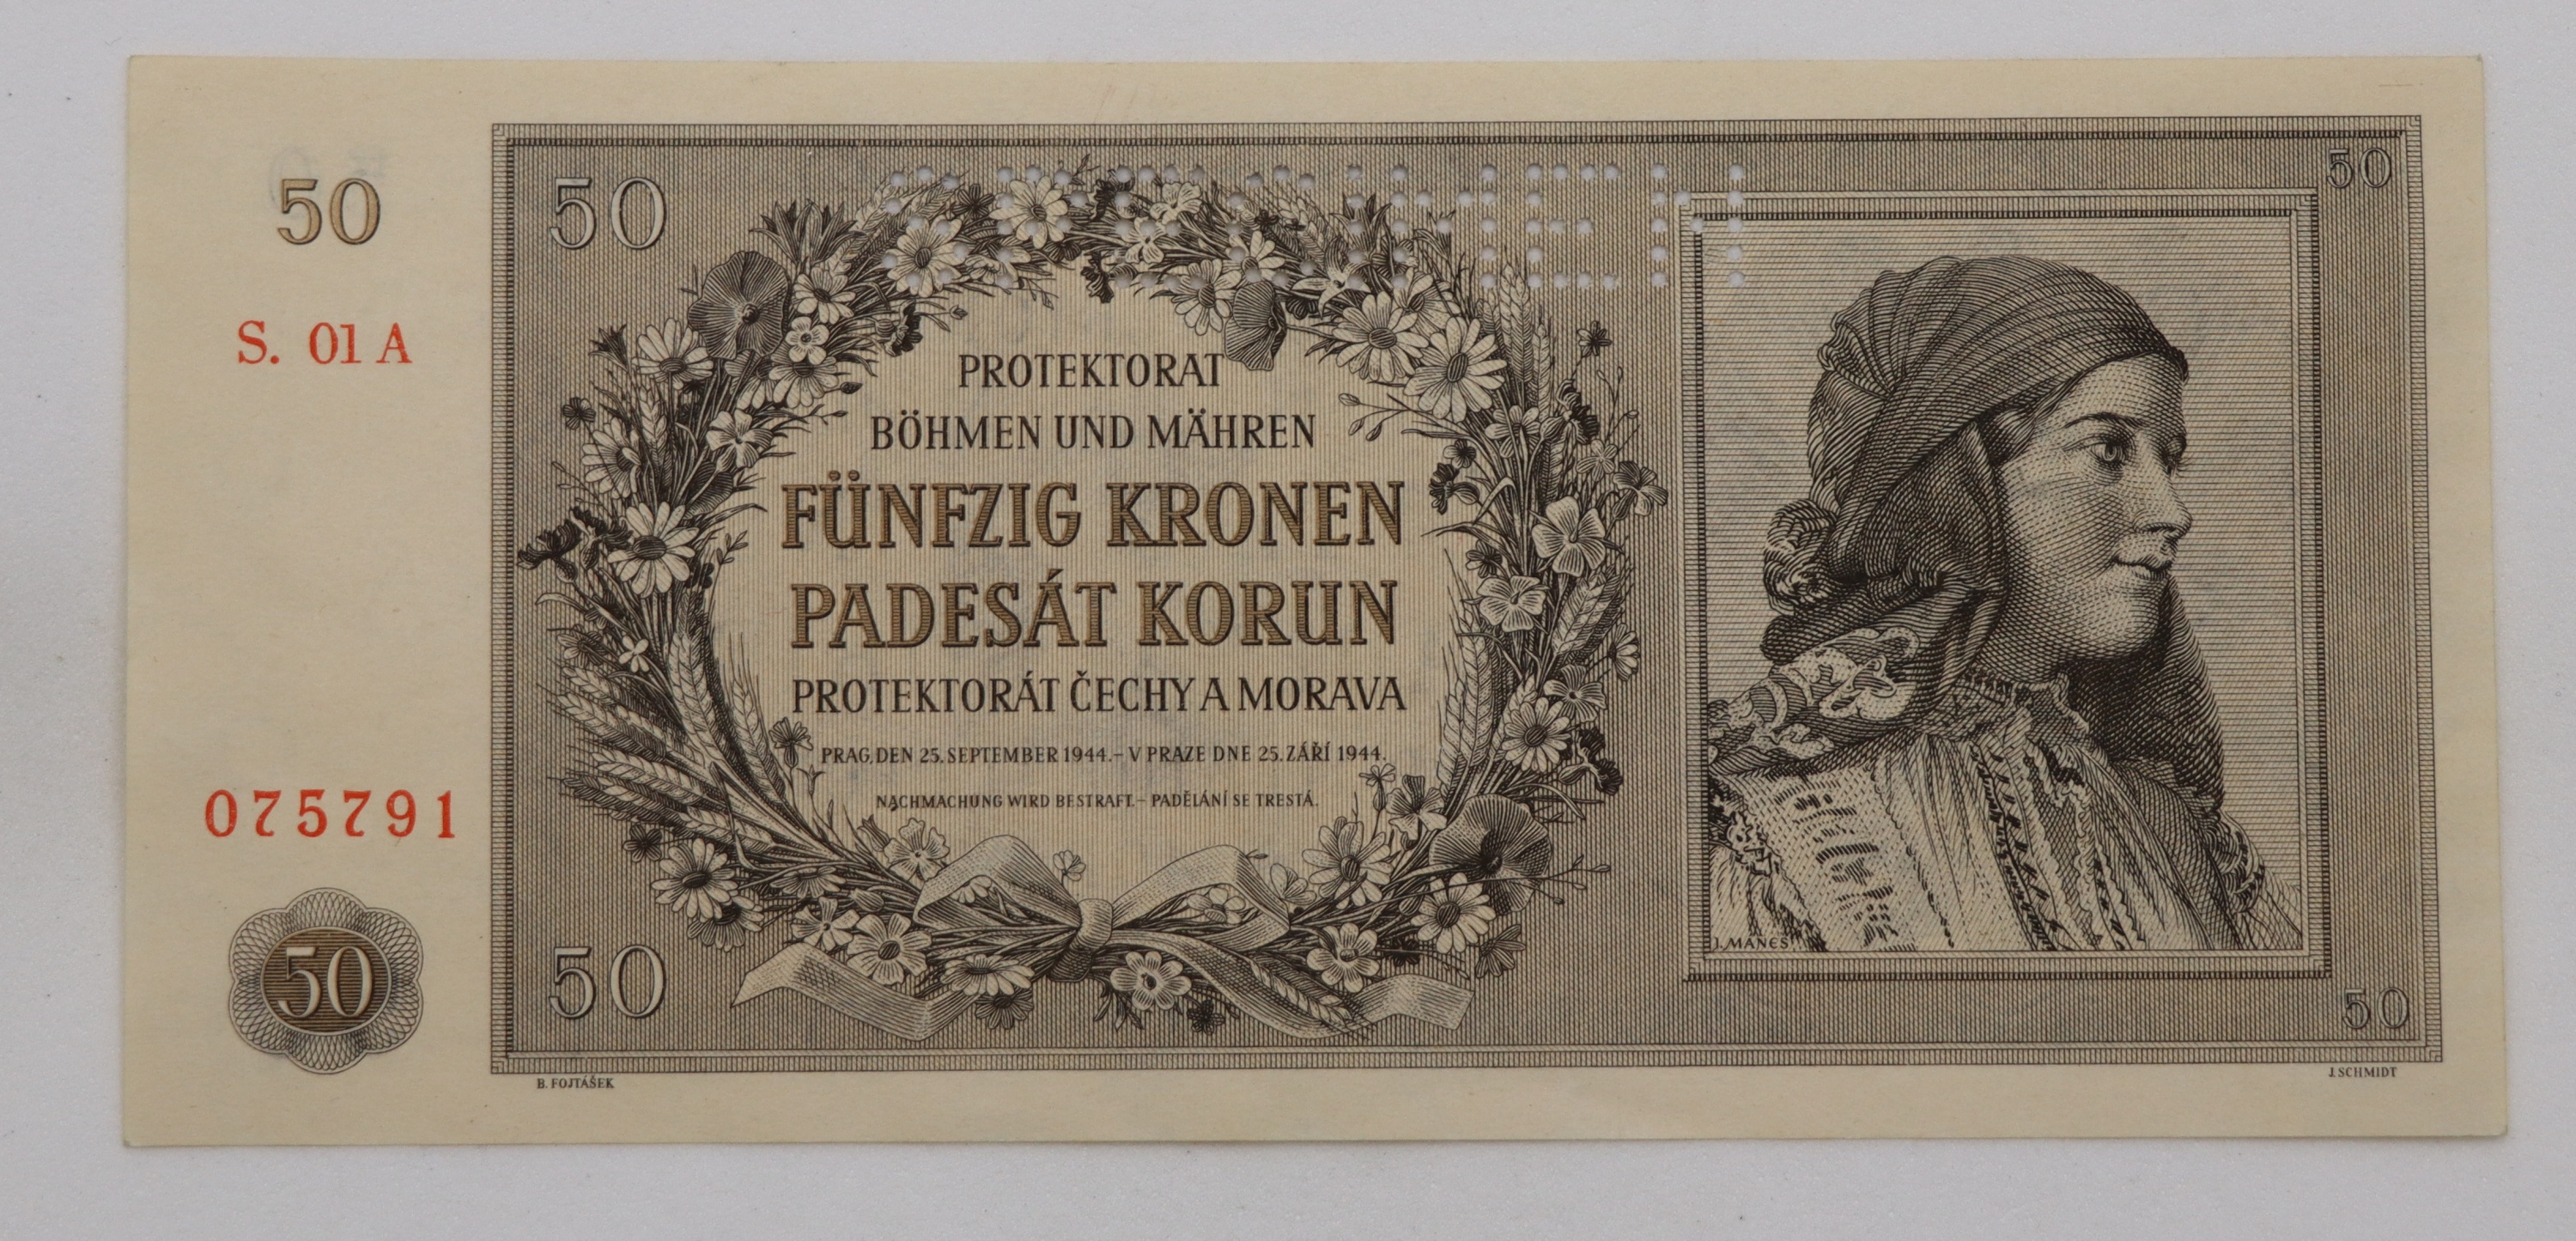 50
S. 01 A
075791
50
50
50
PROTEKTORAT
BÖHMEN UND MÄHREN
FÜNFZIG KRONEN
PADESÁT KORUN
PROTEKTORÁT ČECHY A MORAVA
PRAG, DEN 25. SEPTEMBER 1944. – V PRAZE DNE 25. ZÁŘÍ 1944.
NACHMACHUNG WIRD BESTRAFT. – PADĚLÁNÍ SE TRESTÁ.
50
J. MÁNES
50
B. FOJTÁŠEK
J. SCHMIDT